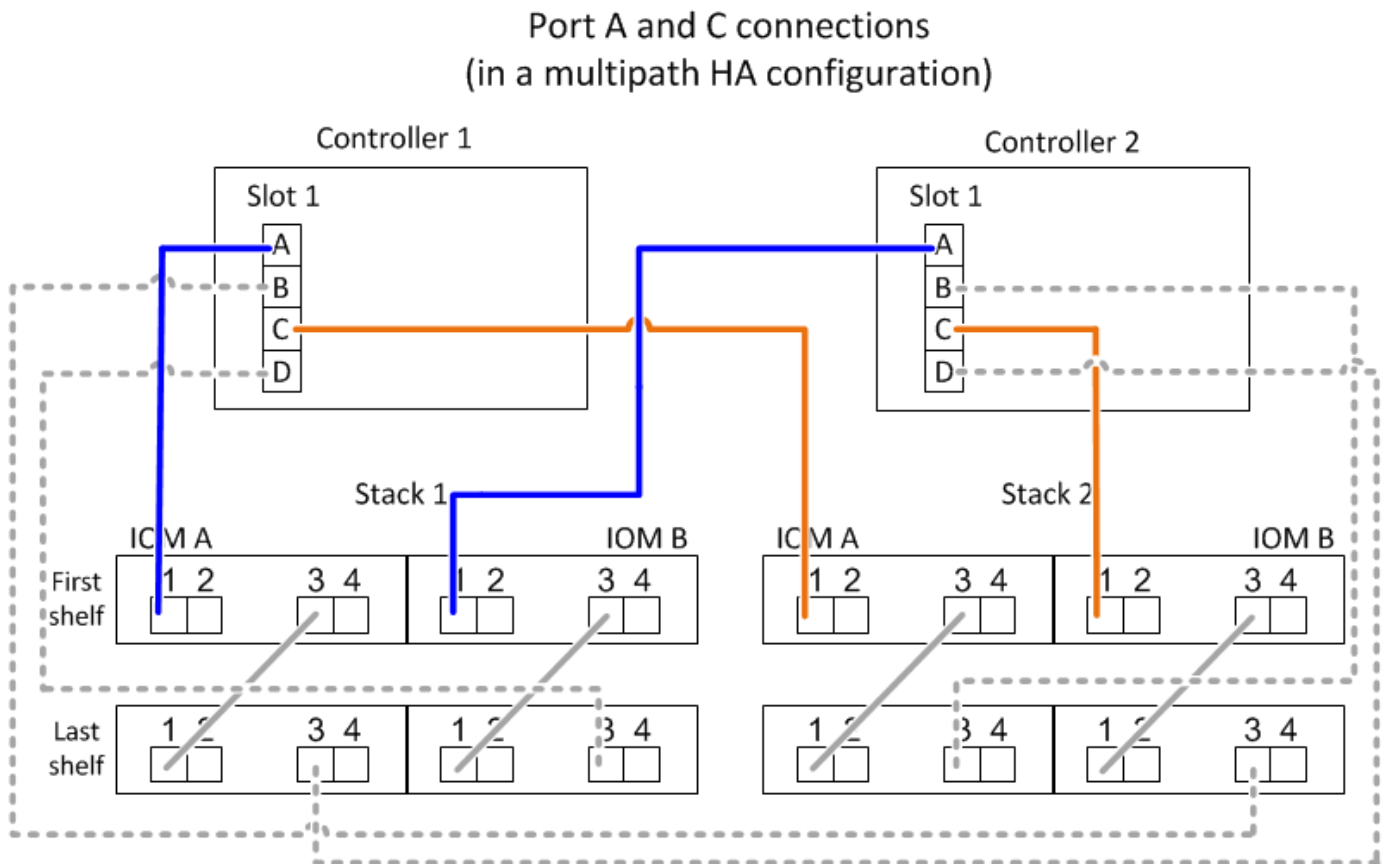 Port A and C connections
(in a multipath HA configuration)
Controller 1
Controller 2
Slot 1
Slot 1
A
A
B
B
C
C
D
D
Stack 1
Stack 2
IOM A
IOM B
IOM A
IOM B
First
shelf
1 2 3 4 1 2 3 4 1 2 3 4 1 2 3 4
Last
shelf
1 2 3 4 1 2 3 4 1 2 3 4 1 2 3 4